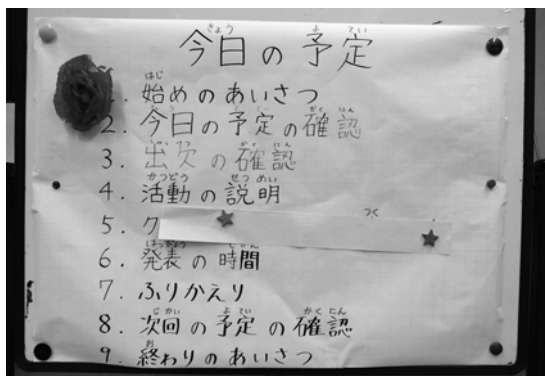 今日の予定
1. 始めのあいさつ
2. 今日の予定の確認
3. 出欠の確認
4. 活動の説明
5. ク
6. 発表の時間
7. ふりかえり
8. 次回の予定の確認
9. 終わりのあいさつ